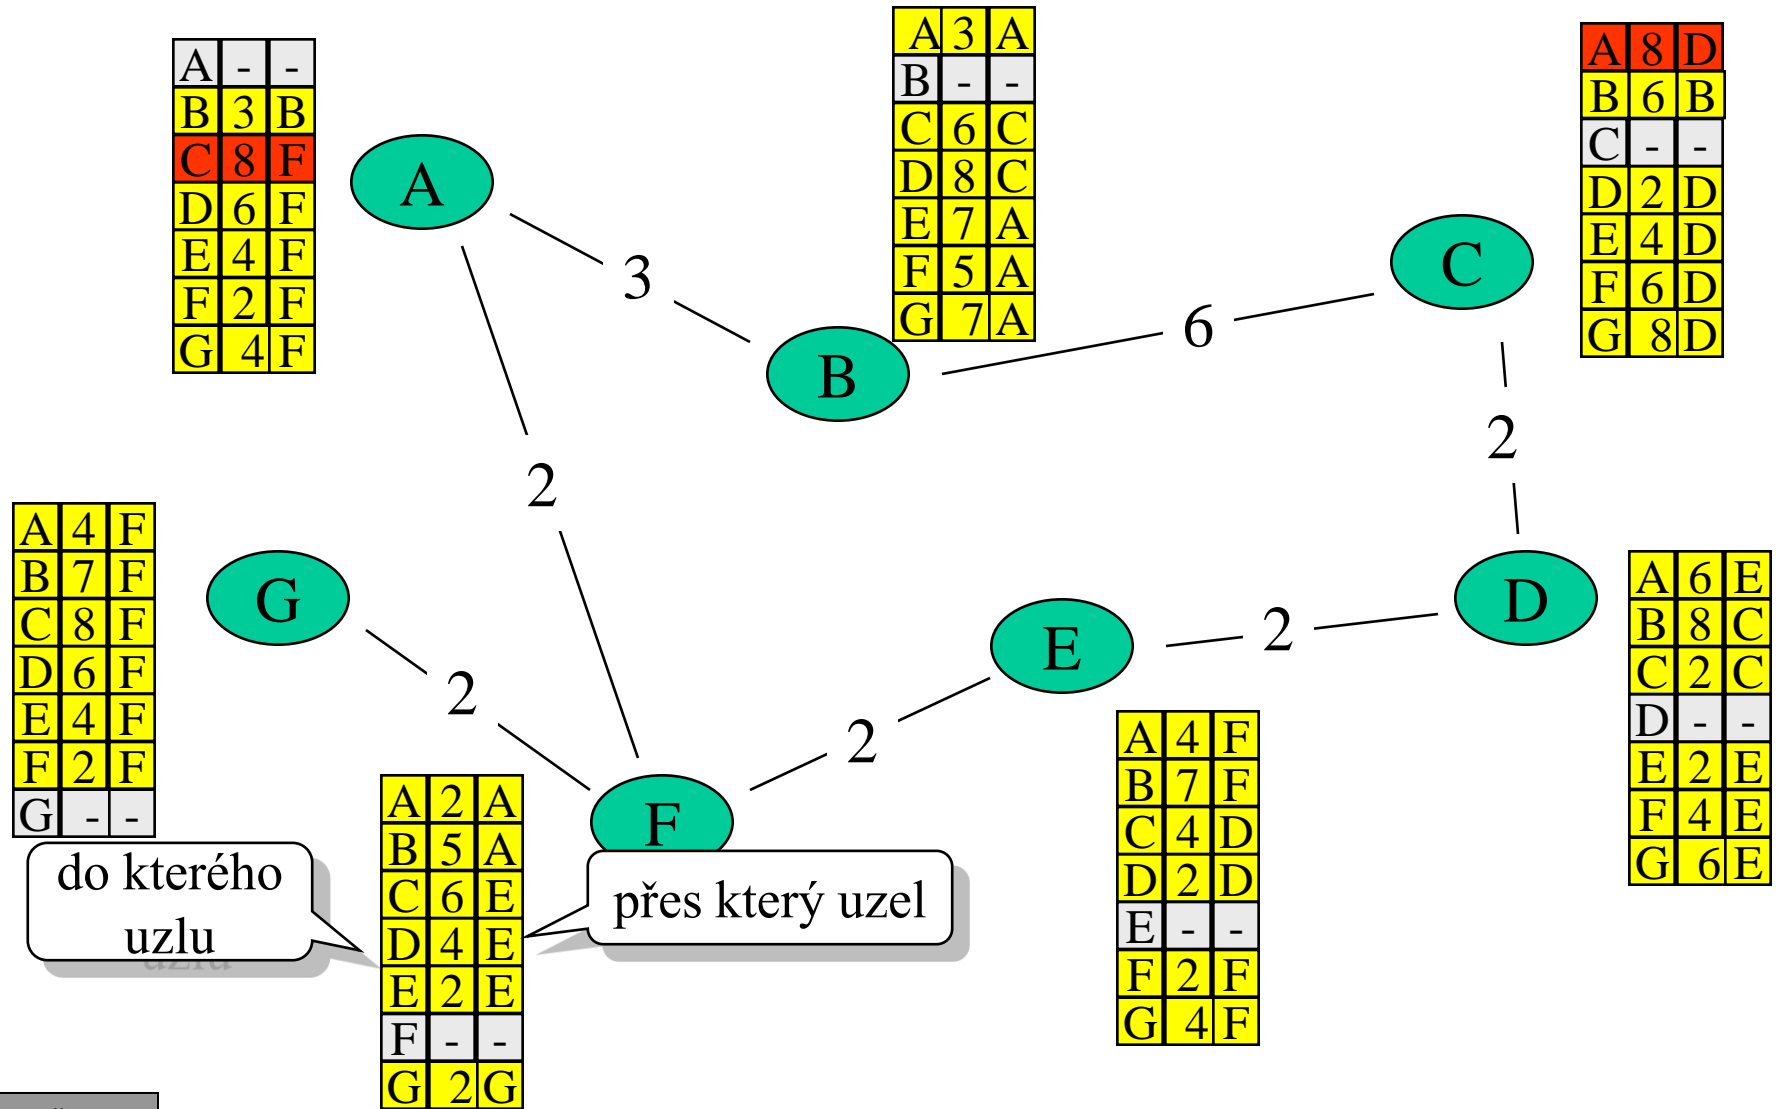 A - -
B 3 B
C 8 F
D 6 F
E 4 F
F 2 F
G 4 F
A
3
A 3 A
B - -
C 6 C
D 8 C
E 7 A
F 5 A
G 7 A
B
6
C
A 8 D
B 6 B
C - -
D 2 D
E 4 D
F 6 D
G 8 D
2
2
A 4 F
B 7 F
C 8 F
D 6 F
E 4 F
F 2 F
G - -
G
2
E
2
D
A 6 E
B 8 C
C 2 C
D - -
E 2 E
F 4 E
G 6 E
2
F
A 4 F
B 7 F
C 4 D
D 2 D
E - -
F 2 F
G 4 F
do kterého
uzlu
A 2 A
B 5 A
C 6 E
D 4 E
E 2 E
F - -
G 2 G
přes který uzel